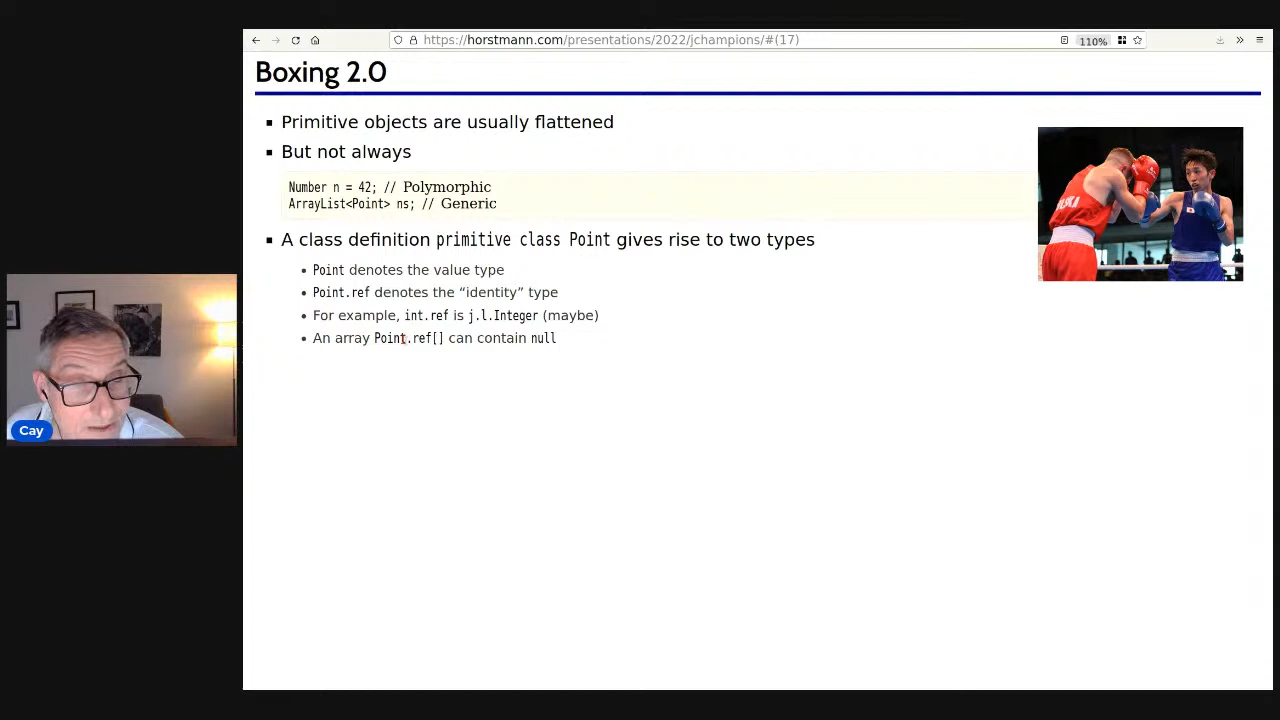 https://horstmann.com/presentations/2022/jchampions/#(17)
110%
Boxing 2.0
Primitive objects are usually flattened
But not always
Number n = 42; // Polymorphic
ArrayList<Point> ns; // Generic
A class definition primitive class Point gives rise to two types
Point denotes the value type
Point.ref denotes the “identity” type
For example, int.ref is j.l.Integer (maybe)
An array Point.ref[] can contain null
Cay